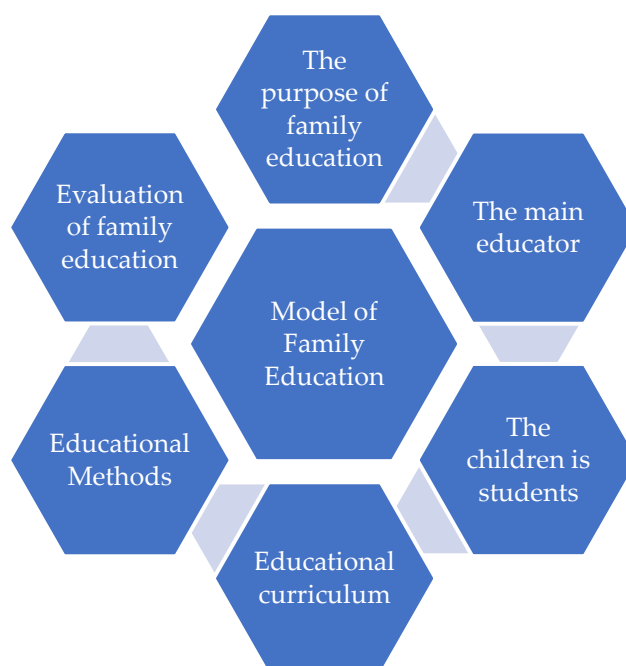 The
purpose of
family
education
The main
educator
The
children is
students
Educational
curriculum
Educational
Methods
Evaluation
of family
education
Model of
Family
Education